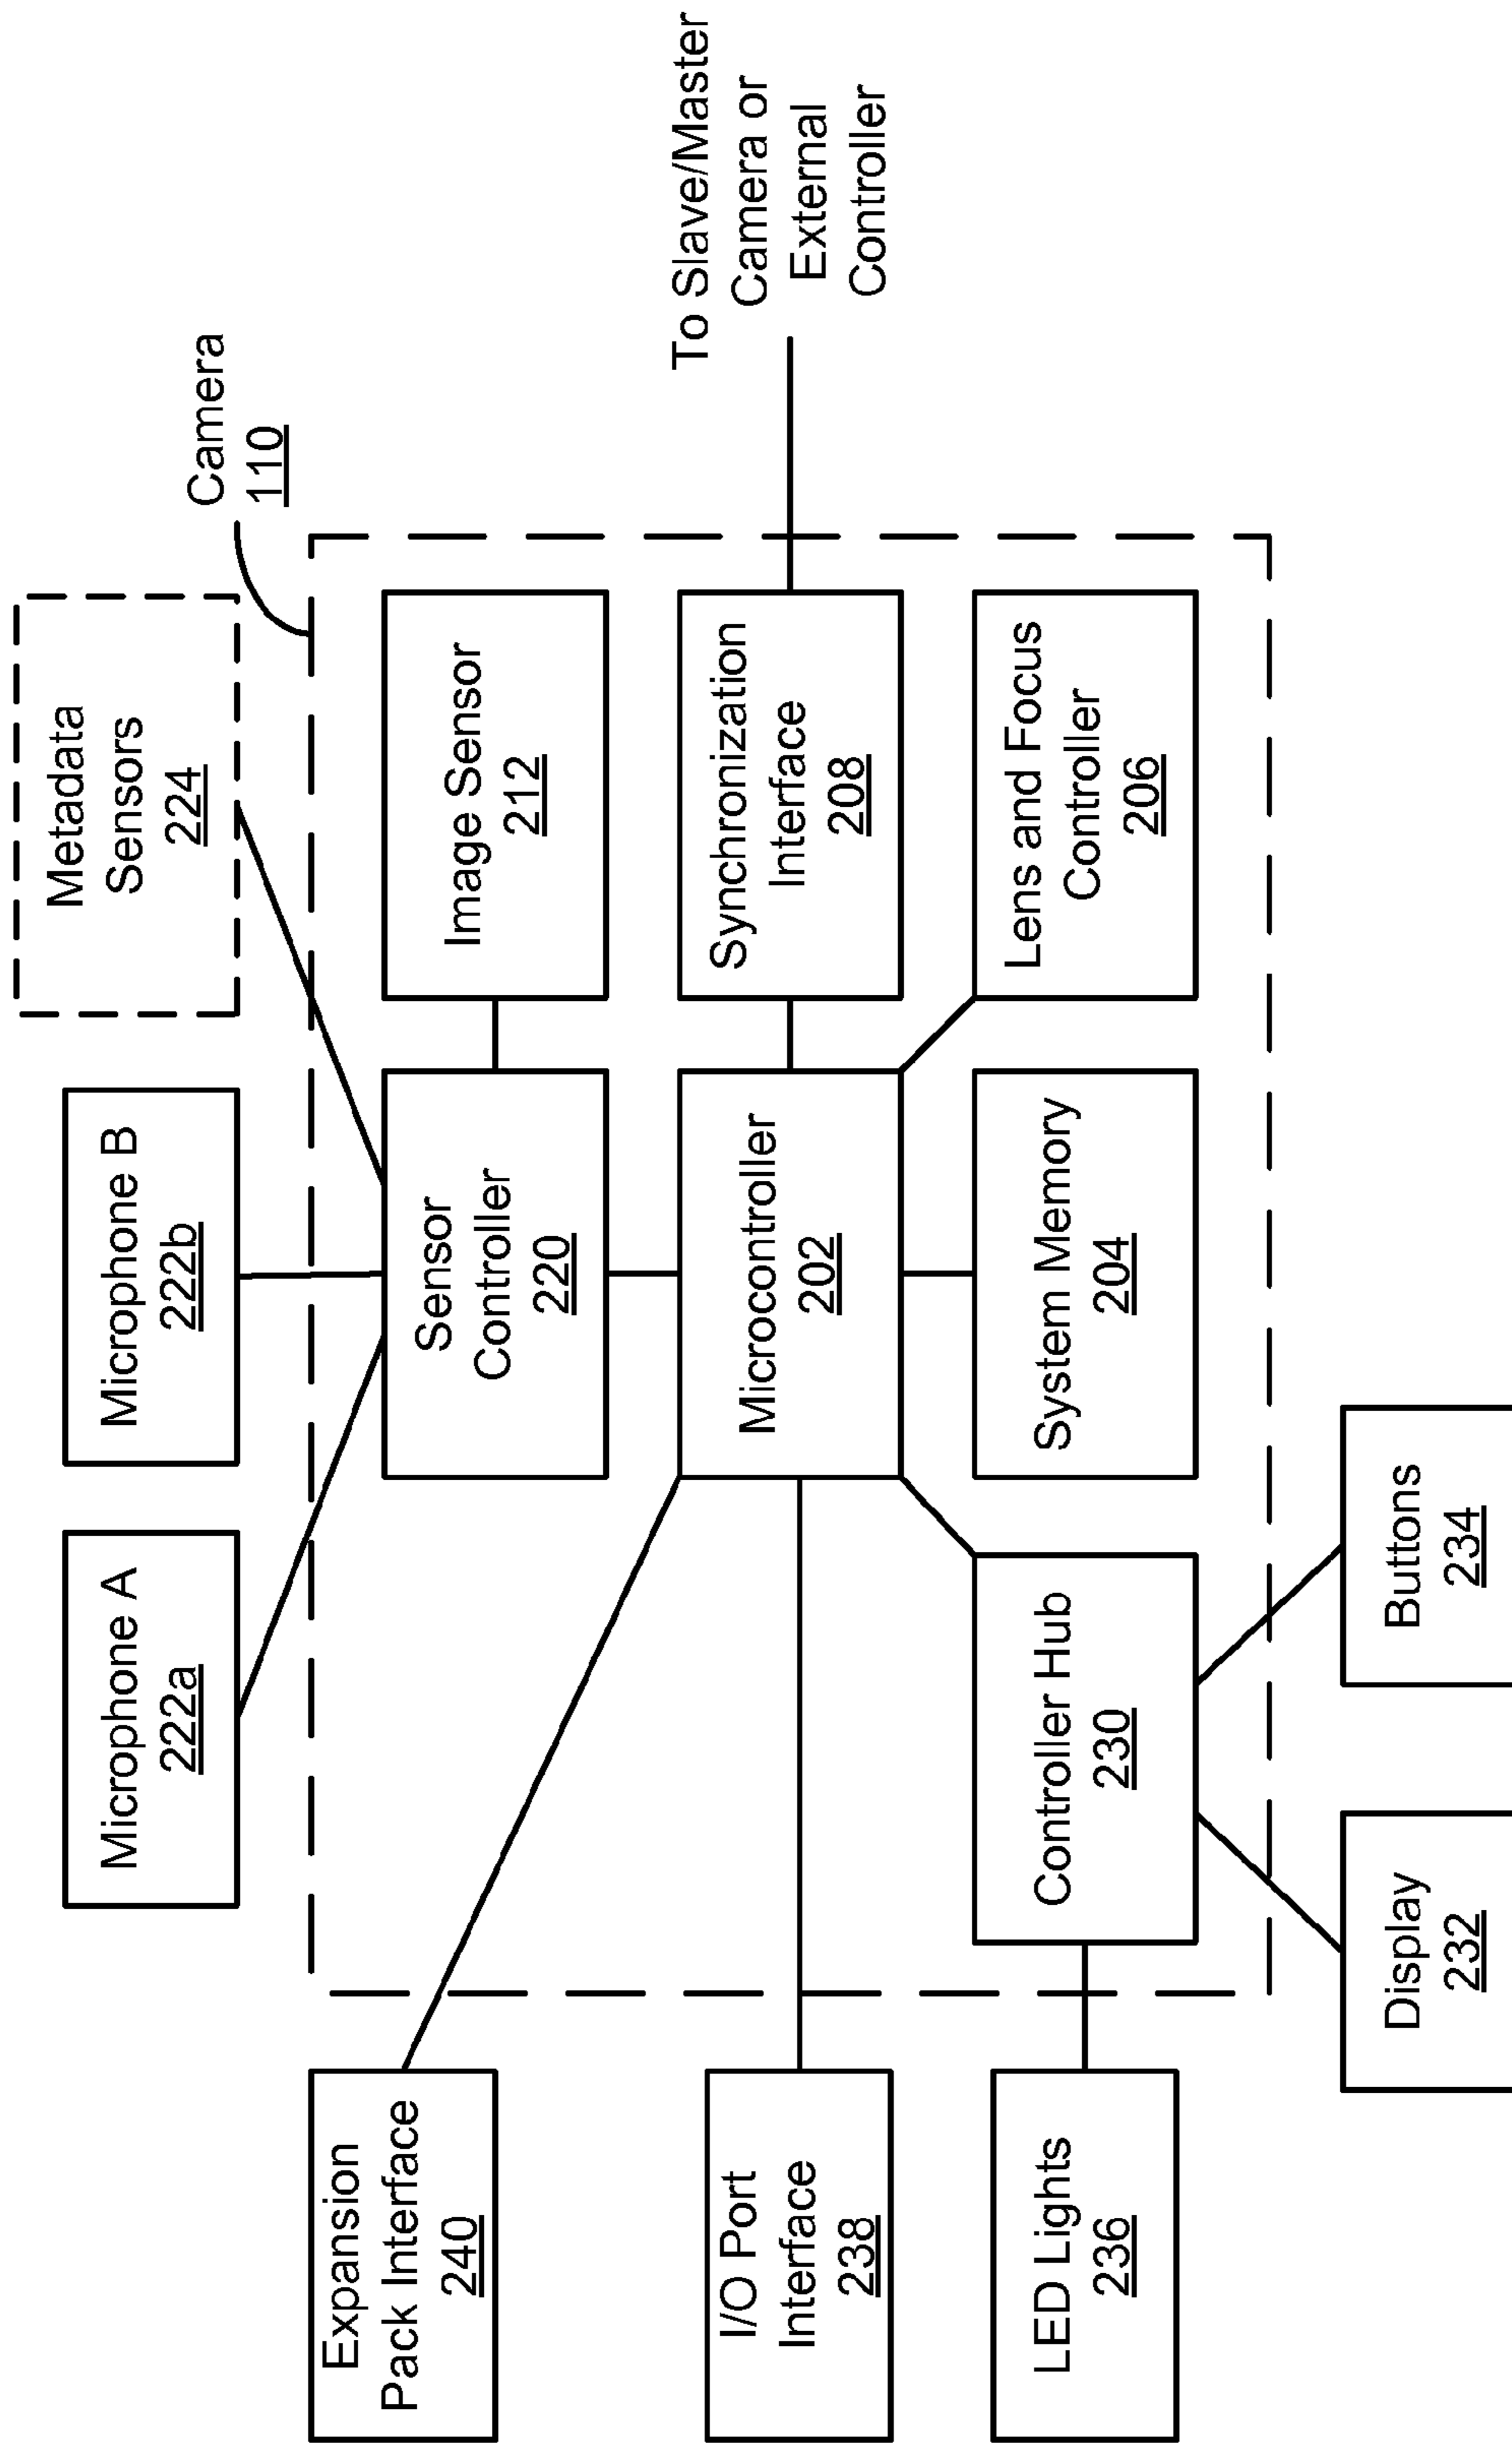 Camera
110
Metadata
Sensors
224
Microphone B
222b
Microphone A
222a
Expansion
Pack Interface
240
Sensor
Controller
220
Image Sensor
212
I/O Port
Interface
238
Microcontroller
202
Synchronization
Interface
208
To Slave/Master
Camera or
External
Controller
LED Lights
236
Controller Hub
230
System Memory
204
Lens and Focus
Controller
206
Display
232
Buttons
234